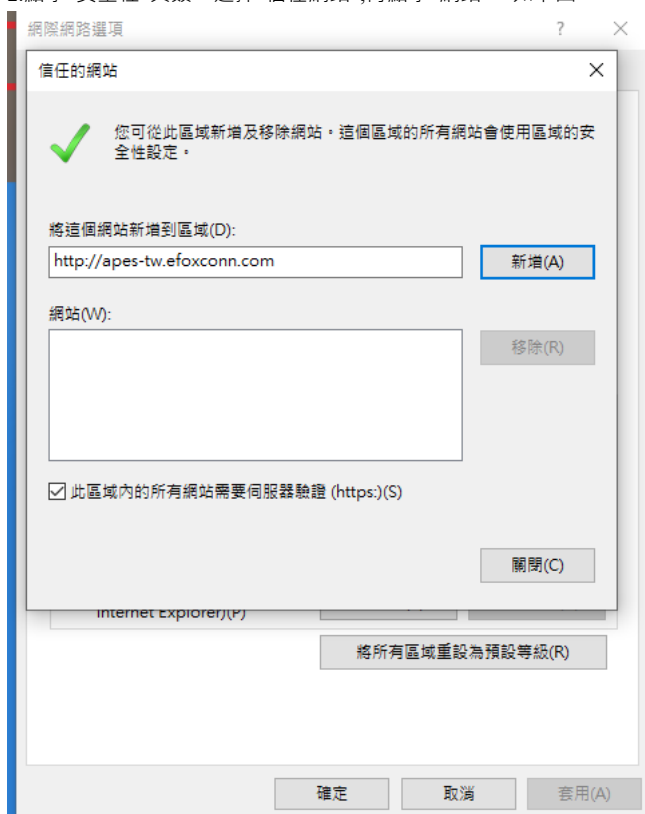 網際網路選項
信任的網站
您可從此區域新增及移除網站。這個區域的所有網站會使用區域的安
全性設定。
將這個網站新增到區域(D):
http://apes-tw.efoxconn.com
新增(A)
網站(W):
移除(R)
此區域內的所有網站需要伺服器驗證 (https:)(S)
關閉(C)
Internet Explorer)(P)
將所有區域重設為預設等級(R)
確定
取消
套用(A)